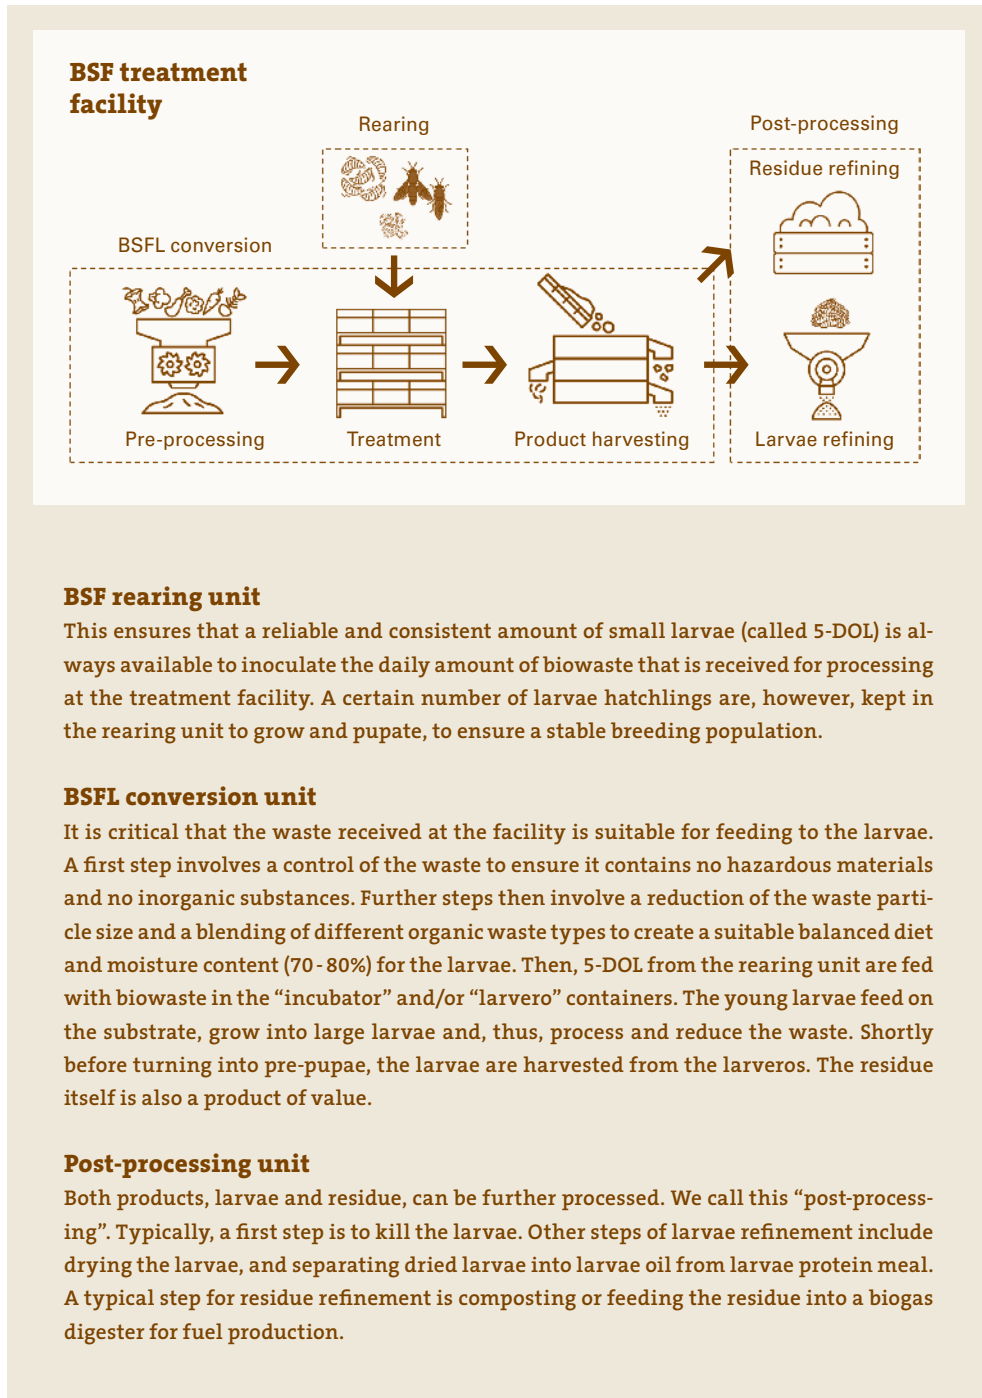 BSF treatment
facility
Rearing
Post-processing
Residue refining
BSFL conversion
Pre-processing
Treatment
Product harvesting
Larvae refining
BSF rearing unit
This ensures that a reliable and consistent amount of small larvae (called 5-DOL) is al-
ways available to inoculate the daily amount of biowaste that is received for processing
at the treatment facility. A certain number of larvae hatchlings are, however, kept in
the rearing unit to grow and pupate, to ensure a stable breeding population.
BSFL conversion unit
It is critical that the waste received at the facility is suitable for feeding to the larvae.
A first step involves a control of the waste to ensure it contains no hazardous materials
and no inorganic substances. Further steps then involve a reduction of the waste parti-
cle size and a blending of different organic waste types to create a suitable balanced diet
and moisture content (70 - 80%) for the larvae. Then, 5-DOL from the rearing unit are fed
with biowaste in the “incubator” and/or “larvero” containers. The young larvae feed on
the substrate, grow into large larvae and, thus, process and reduce the waste. Shortly
before turning into pre-pupae, the larvae are harvested from the larveros. The residue
itself is also a product of value.
Post-processing unit
Both products, larvae and residue, can be further processed. We call this “post-process-
ing”. Typically, a first step is to kill the larvae. Other steps of larvae refinement include
drying the larvae, and separating dried larvae into larvae oil from larvae protein meal.
A typical step for residue refinement is composting or feeding the residue into a biogas
digester for fuel production.